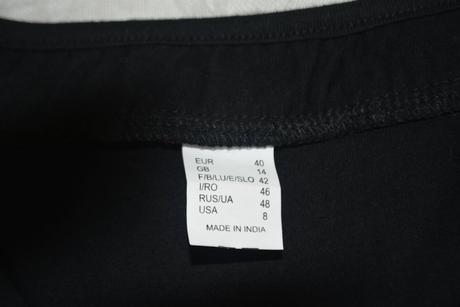 EUR 40
GB 14
F/B/LU/E/SLO 42
I/RO 46
RUS/UA 48
USA 8
MADE IN INDIA